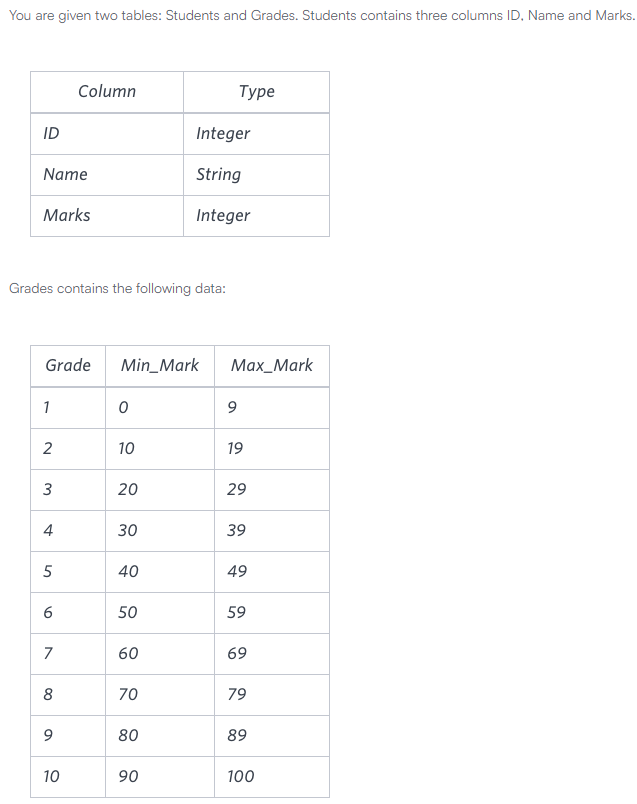 You are given two tables: Students and Grades. Students contains three columns ID, Name and Marks.
Column Type
ID Integer
Name String
Marks Integer
Grades contains the following data:
Grade Min_Mark Max_Mark
1 0 9
2 10 19
3 20 29
4 30 39
5 40 49
6 50 59
7 60 69
8 70 79
9 80 89
10 90 100